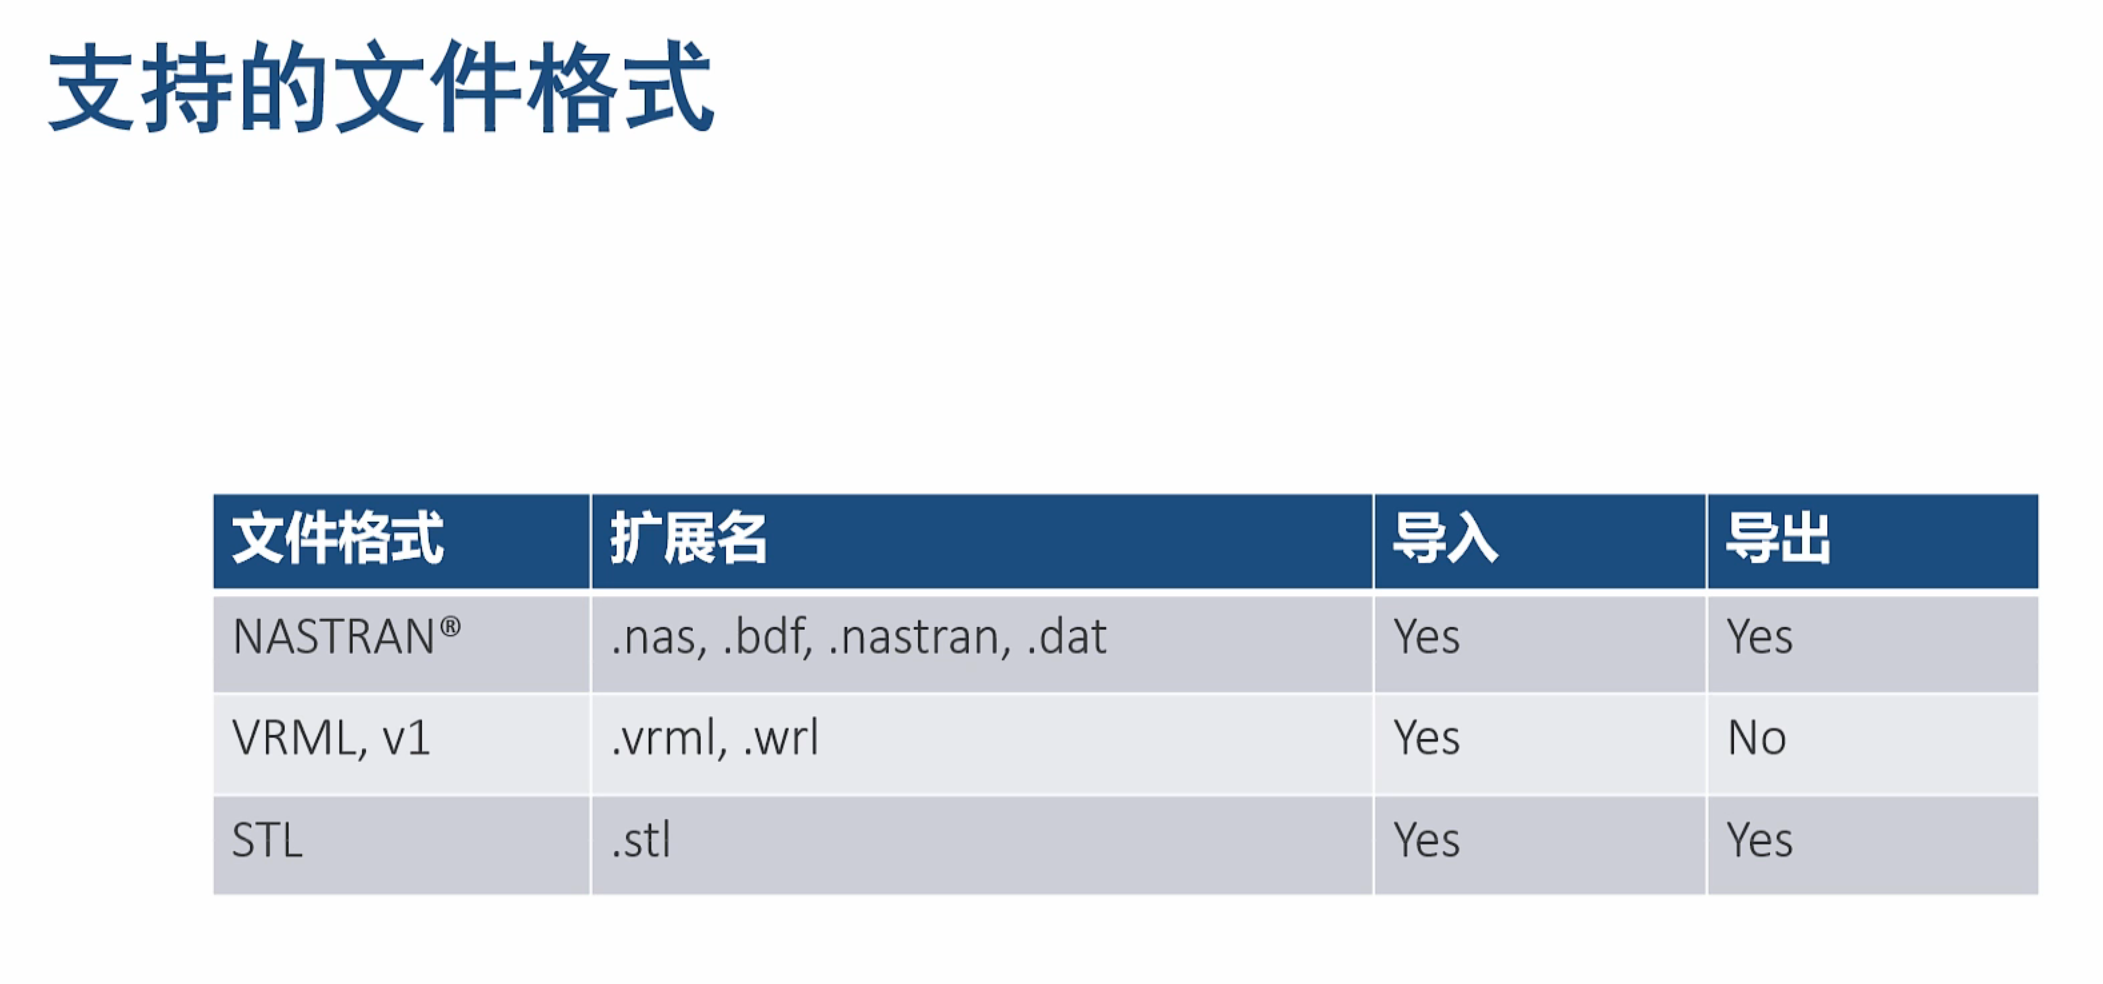 支持的文件格式
文件格式 扩展名 导入 导出
NASTRAN® .nas, .bdf, .nastran, .dat Yes Yes
VRML, v1 .vrml, .wrl Yes No
STL .stl Yes Yes